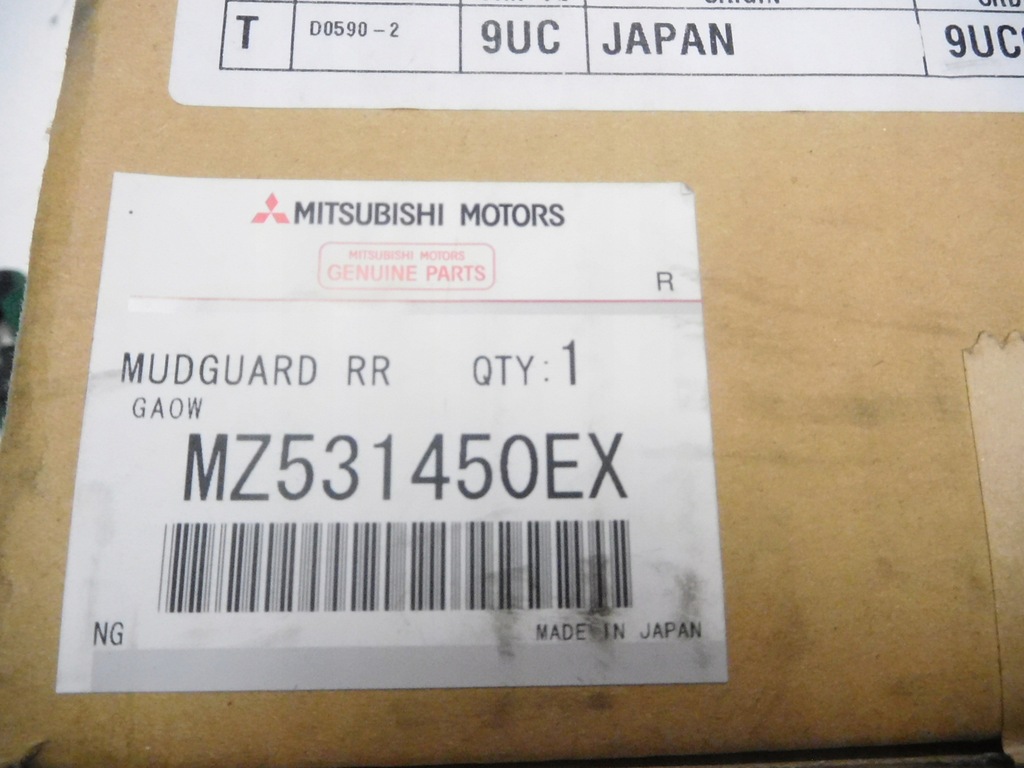 T D0590-2 9UC JAPAN 9UC
MITSUBISHI MOTORS
MITSUBISHI MOTORS
GENUINE PARTS
R
MUDGUARD RR QTY:1
GAOW
MZ531450EX
NG MADE IN JAPAN